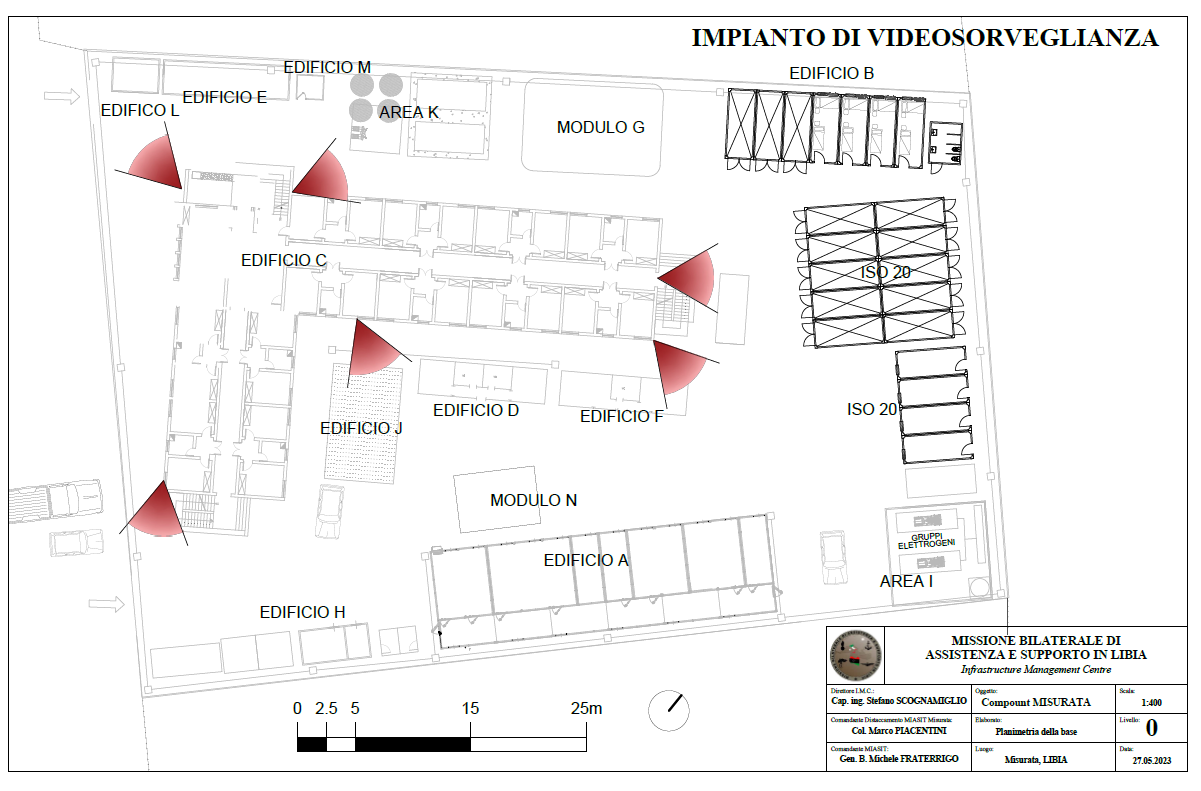 IMPIANTO DI VIDEOSORVEGLIANZA
EDIFICIO M
EDIFICIO B
EDIFICIO E
EDIFICO L
AREA K
MODULO G
EDIFICIO C
ISO 20
EDIFICIO D
EDIFICIO F
ISO 20
EDIFICIO J
MODULO N
GRUPPI
ELETTROGENI
EDIFICIO A
AREA I
EDIFICIO H
0 2.5 5 15 25m
MISSIONE BILATERALE DI
ASSISTENZA E SUPPORTO IN LIBIA
Infrastructure Management Centre
Direttore I.M.C.:
Cap. ing. Stefano SCOGNAMIGLIO
Oggetto:
Compount MISURATA
Scala:
1:400
Comandante Distaccamento MIASIT Misurata:
Col. Marco PIACENTINI
Elaborato:
Planimetria della base
Livello:
0
Comandante MIASIT:
Gen. B. Michele FRATERRIGO
Luogo:
Misurata, LIBIA
Data:
27.05.2023